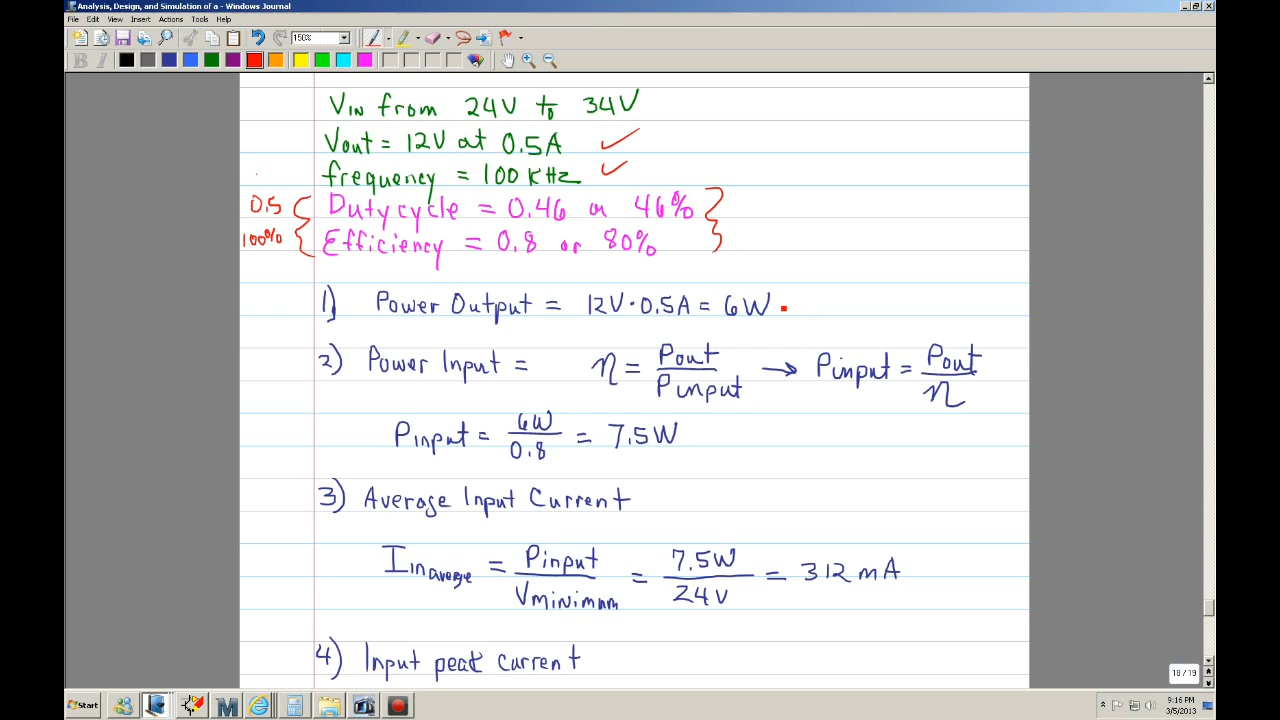 Analysis, Design, and Simulation of a - Windows Journal
File Edit View Insert Actions Tools Help
150%
B I
VIN from 24V to 34V
Vout = 12V at 0.5A
frequency = 100 KHz
0.5 Dutycycle = 0.46 or 46%
100% Efficiency = 0.8 or 80%
1) Power Output = 12V · 0.5A = 6W
2) Power Input = η = Pout / Pinput → Pinput = Pout / η
Pinput = 6W / 0.8 = 7.5W
3) Average Input Current
I in average = Pinput / Vminimum = 7.5W / 24V = 312 mA
4) Input peak current
18 / 19
Start
9:16 PM
3/5/2013